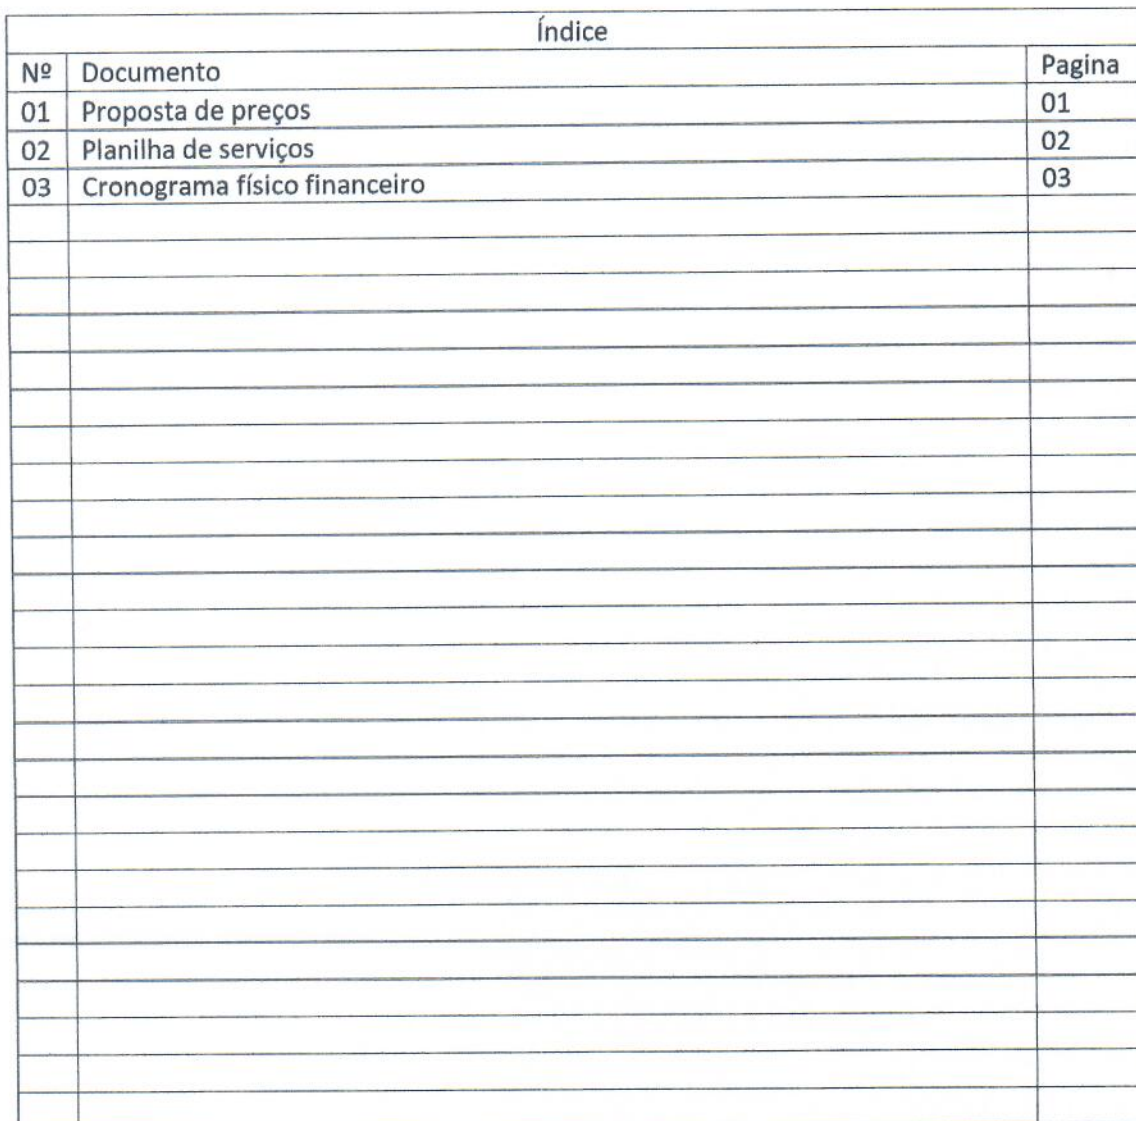 Índice
Nº Documento Pagina
01 Proposta de preços 01
02 Planilha de serviços 02
03 Cronograma físico financeiro 03